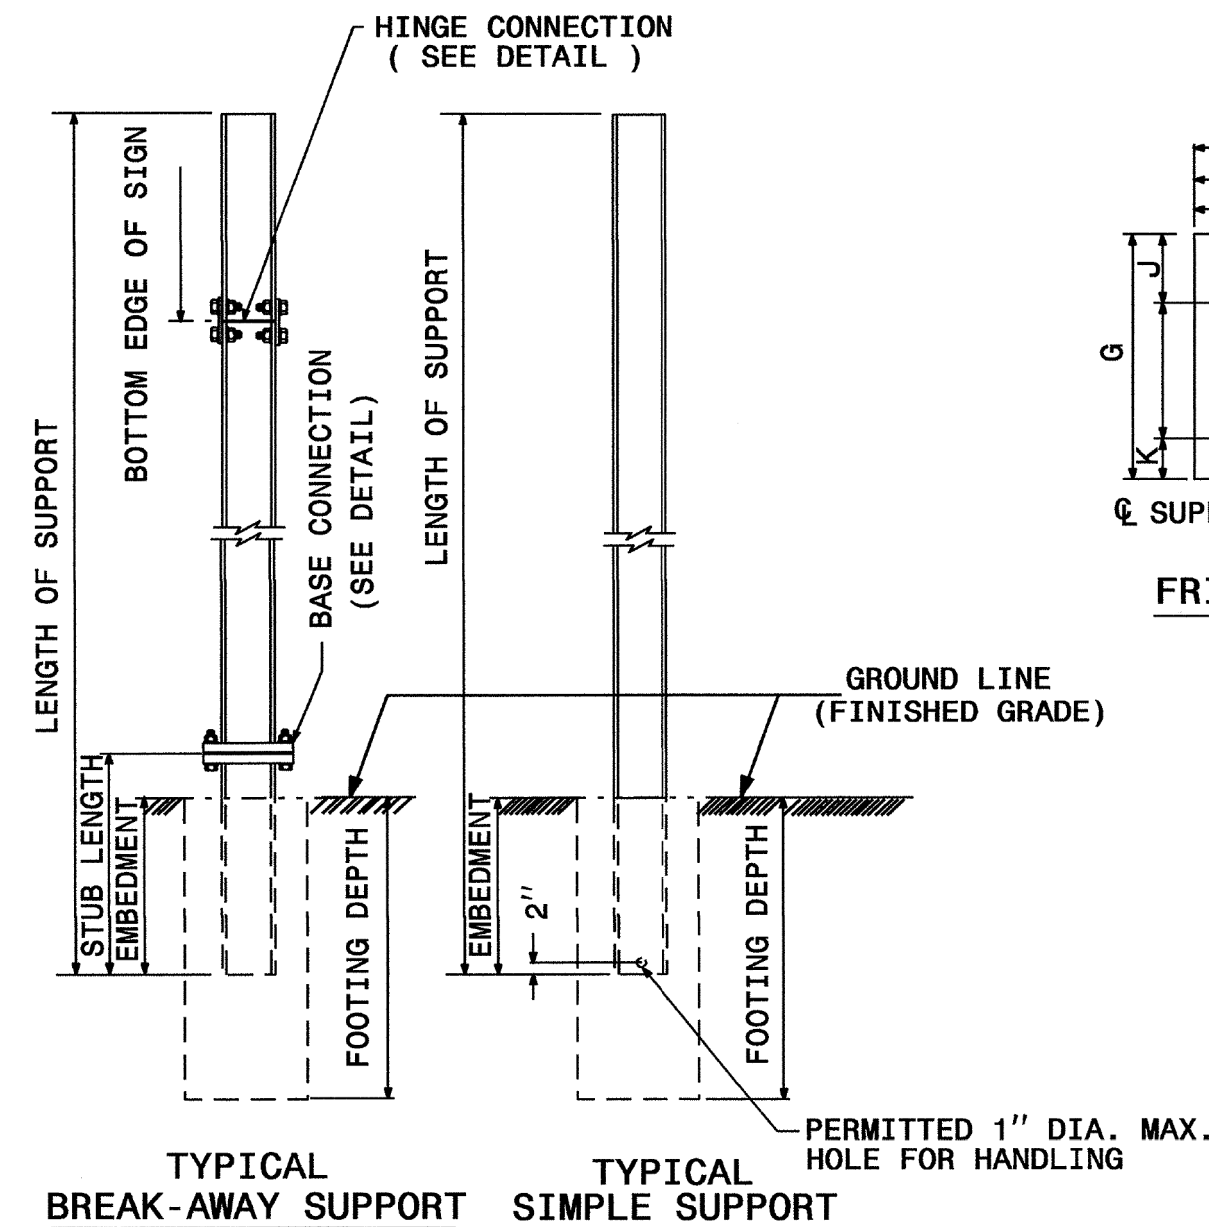 HINGE CONNECTION
( SEE DETAIL )
BOTTOM EDGE OF SIGN
LENGTH OF SUPPORT
BASE CONNECTION
(SEE DETAIL)
STUB LENGTH
EMBEDMENT
FOOTING DEPTH
LENGTH OF SUPPORT
GROUND LINE
(FINISHED GRADE)
EMBEDMENT
2"
FOOTING DEPTH
PERMITTED 1" DIA. MAX.
HOLE FOR HANDLING
TYPICAL
BREAK-AWAY SUPPORT
TYPICAL
SIMPLE SUPPORT
J
G
K
℄ SUP
FRI